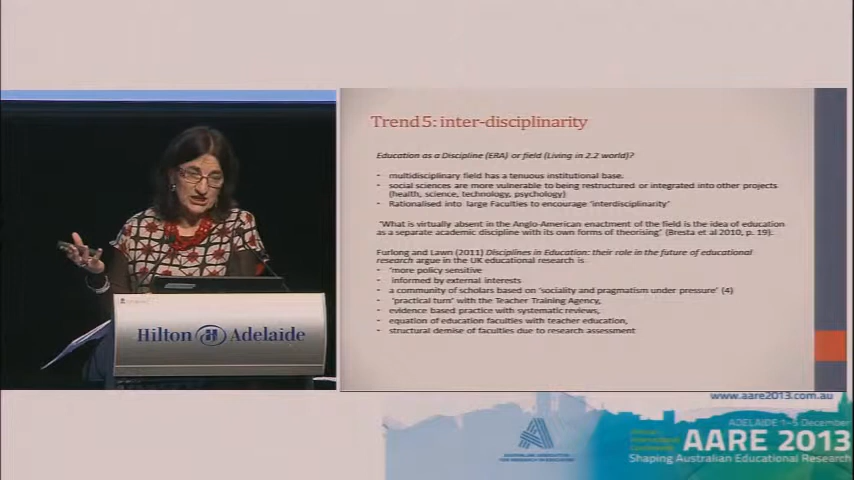 Trend 5: inter-disciplinarity
Education as a Discipline (ERA) or field (Living in 2.2 world)?
• multidisciplinary field has a tenuous institutional base.
• social sciences are more vulnerable to being restructured or integrated into other projects
(health, science, technology, psychology)
• Rationalised into large Faculties to encourage 'interdisciplinarity'
"What is virtually absent in the Anglo-American enactment of the field is the idea of education
as a separate academic discipline with its own forms of theorising' (Bresta et al 2010, p. 19):
Furlong and Lawn (2011) Disciplines in Education: their role in the future of educational
research argue in the UK educational research is
• 'more policy sensitive
• informed by external interests
• a community of scholars based on 'sociality and pragmatism under pressure' (4)
• 'practical turn' with the Teacher Training Agency,
• evidence based practice with systematic reviews,
• equation of education faculties with teacher education,
• structural demise of faculties due to research assessment
Hilton H Adelaide
www.aare2013.com.au
ADELAIDE 1-5 December
AARE 2013
Shaping Australian Educational Research